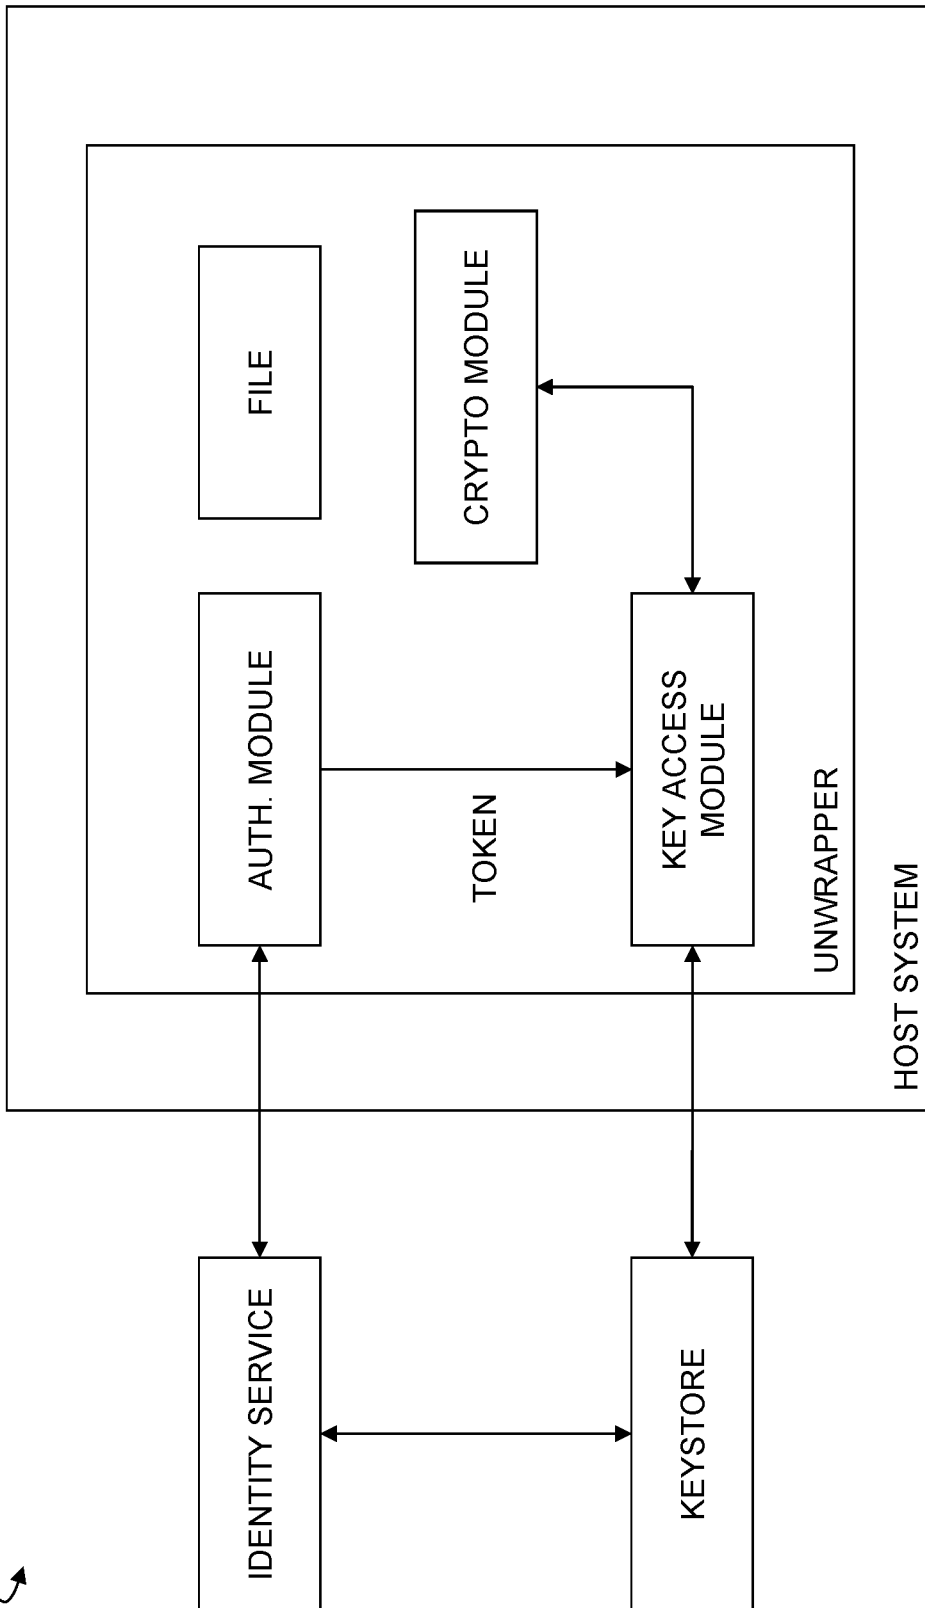 IDENTITY SERVICE
AUTH. MODULE
FILE
TOKEN
CRYPTO MODULE
KEYSTORE
KEY ACCESS
MODULE
UNWRAPPER
HOST SYSTEM